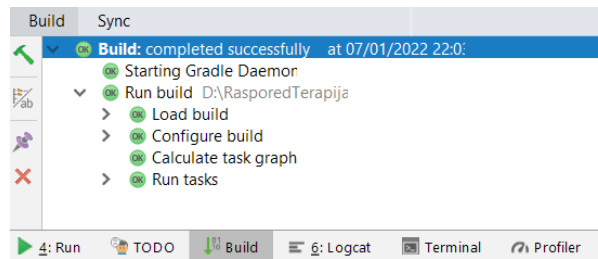 Build Sync
Build: completed successfully at 07/01/2022 22:03
Starting Gradle Daemon
Run build D:\RasporedTerapija
Load build
Configure build
Calculate task graph
Run tasks
4: Run TODO Build 6: Logcat Terminal Profiler